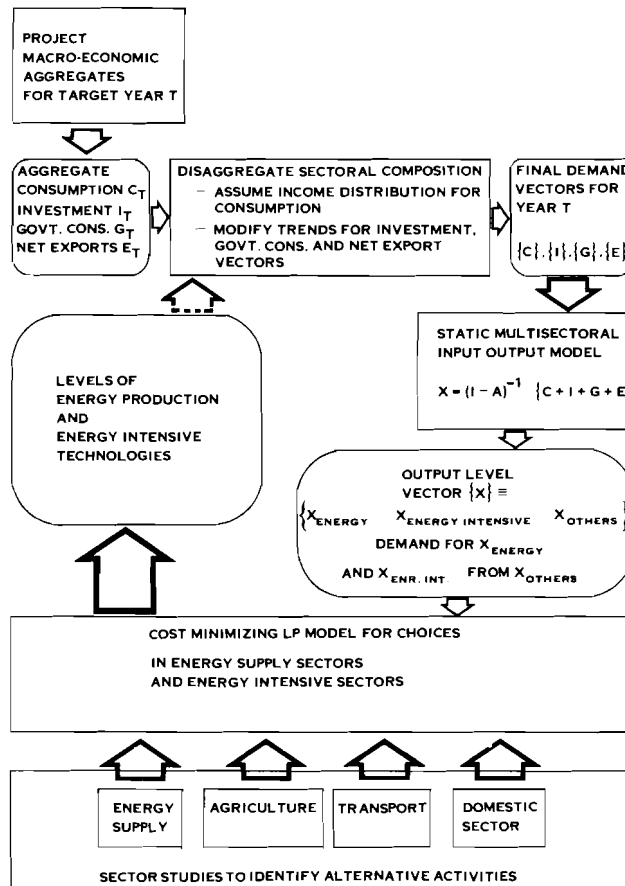 PROJECT
MACRO-ECONOMIC
AGGREGATES
FOR TARGET YEAR T
AGGREGATE
CONSUMPTION C_T
INVESTMENT I_T
GOVT. CONS. G_T
NET EXPORTS E_T
DISAGGREGATE SECTORAL COMPOSITION
– ASSUME INCOME DISTRIBUTION FOR
CONSUMPTION
– MODIFY TRENDS FOR INVESTMENT,
GOVT. CONS. AND NET EXPORT
VECTORS
FINAL DEMAND
VECTORS FOR
YEAR T
{C}.{I}.{G}.{E}
STATIC MULTISECTORAL
INPUT OUTPUT MODEL
X = (I – A)^-1 {C + I + G + E
LEVELS OF
ENERGY PRODUCTION
AND
ENERGY INTENSIVE
TECHNOLOGIES
OUTPUT LEVEL
VECTOR {X} ≡
{X_ENERGY X_ENERGY INTENSIVE X_OTHERS}
DEMAND FOR X_ENERGY
AND X_ENR. INT. FROM X_OTHERS
COST MINIMIZING LP MODEL FOR CHOICES
IN ENERGY SUPPLY SECTORS
AND ENERGY INTENSIVE SECTORS
ENERGY
SUPPLY
AGRICULTURE
TRANSPORT
DOMESTIC
SECTOR
SECTOR STUDIES TO IDENTIFY ALTERNATIVE ACTIVITIES